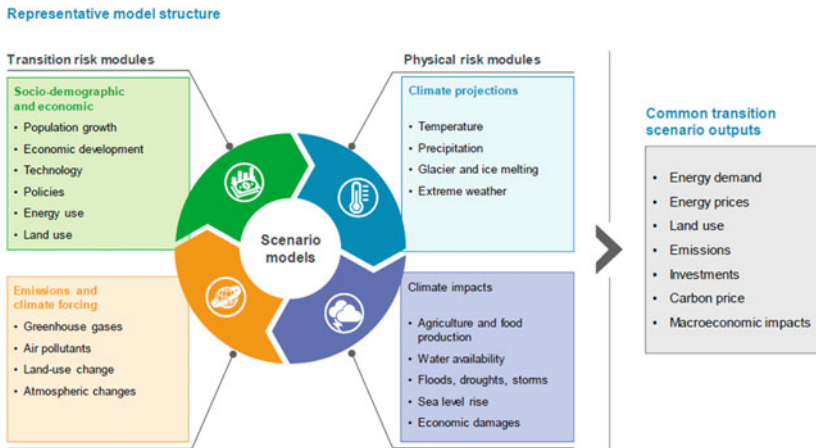 Representative model structure
Transition risk modules
Physical risk modules
Socio-demographic
and economic
• Population growth
• Economic development
• Technology
• Policies
• Energy use
• Land use
Climate projections
• Temperature
• Precipitation
• Glacier and ice melting
• Extreme weather
Scenario
models
Emissions and
climate forcing
• Greenhouse gases
• Air pollutants
• Land-use change
• Atmospheric changes
Climate impacts
• Agriculture and food
production
• Water availability
• Floods, droughts, storms
• Sea level rise
• Economic damages
Common transition
scenario outputs
• Energy demand
• Energy prices
• Land use
• Emissions
• Investments
• Carbon price
• Macroeconomic impacts